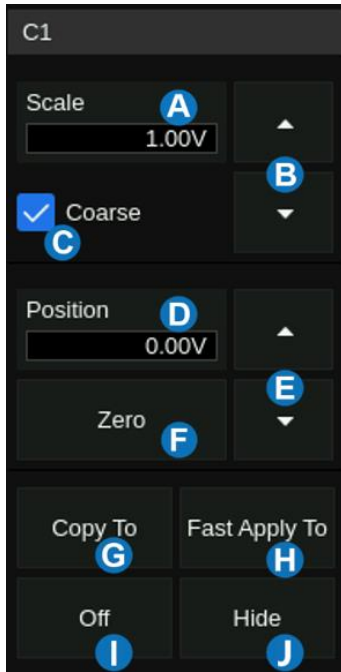 C1
Scale A
1.00V
B
Coarse
C
Position D
0.00V
E
Zero
F
Copy To Fast Apply To
G H
Off Hide
I J